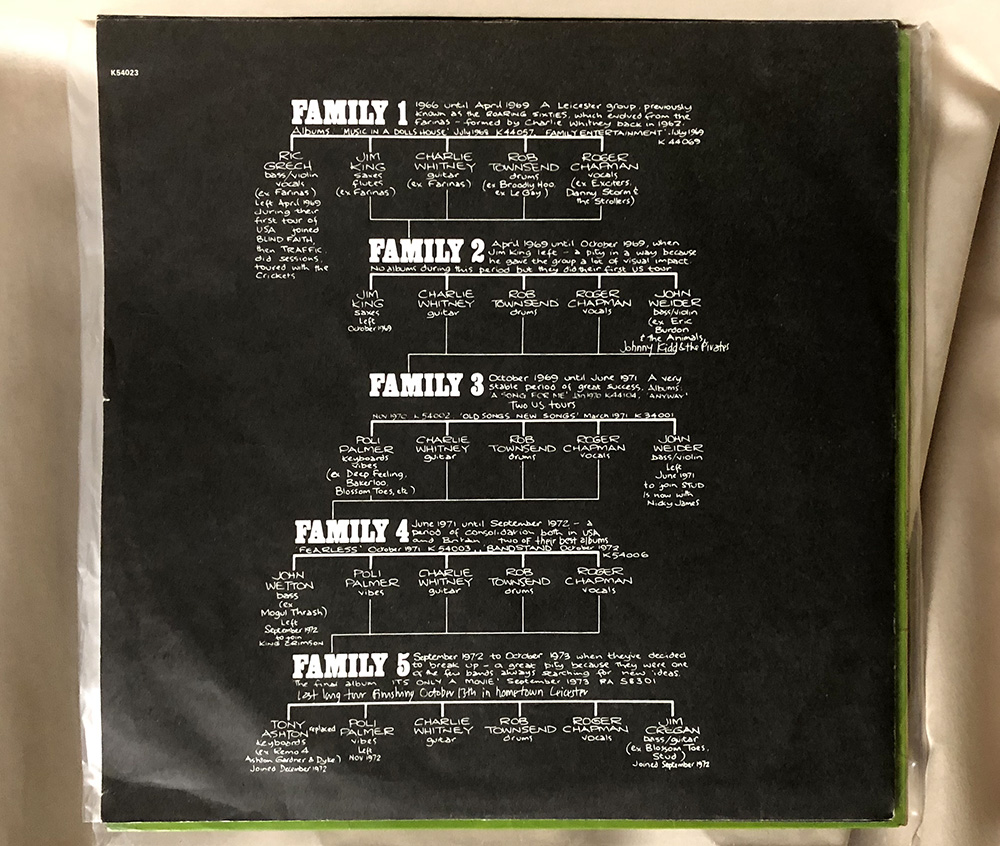 K54023
FAMILY 1 1966 until April 1969 A Leicester group, previously
known as the ROARING SIXTIES, which evolved from the
Farinas - formed by Charlie Whitney back in 1962.
Albums: 'MUSIC IN A DOLLS HOUSE' July 1968 K44057 'FAMILY ENTERTAINMENT' July 1969
K 44069
RIC
GRECH
bass/violin
vocals
(ex Farinas)
Left April 1969
during their
first tour of
USA joined
BLIND FAITH,
then TRAFFIC,
did sessions,
toured with the
Crickets
JIM
KING
saxes
flutes
(ex Farinas)
CHARLIE
WHITNEY
guitar
(ex Farinas)
ROB
TOWNSEND
drums
(ex Broodly Hoo,
ex Le Gay)
ROGER
CHAPMAN
vocals
(ex Exciters,
Danny Storm &
the Strollers)
FAMILY 2 April 1969 until October 1969, when
Jim King left - a pity in a way because
he gave the group a lot of visual impact.
No albums during this period but they did their first US tour
JIM
KING
saxes
Left
October 1969
CHARLIE
WHITNEY
guitar
ROB
TOWNSEND
drums
ROGER
CHAPMAN
vocals
JOHN
WEIDER
bass/violin
(ex Eric
Burdon
& the Animals,
Johnny Kidd & the Pirates
FAMILY 3 October 1969 until June 1971 A very
stable period of great success. Albums:
'A SONG FOR ME' Jan 1970 K44104, 'ANYWAY'
Two US tours
Nov 1970 K54002 'OLD SONGS NEW SONGS' March 1971 K 34001
POLI
PALMER
keyboards
vibes
(ex Deep Feeling,
Bakerloo,
Blossom Toes, etc)
CHARLIE
WHITNEY
guitar
ROB
TOWNSEND
drums
ROGER
CHAPMAN
vocals
JOHN
WEIDER
bass/violin
Left
June 1971
to join STUD
Is now with
Nicky James
FAMILY 4 June 1971 until September 1972 - a
period of consolidation both in USA
and Britain two of their best albums
'FEARLESS' October 1971 K54003, 'BANDSTAND' October 1972
K54006
JOHN
WETTON
bass
(ex
Mogul Thrash)
Left
September 1972
to join
KING CRIMSON
POLI
PALMER
vibes
CHARLIE
WHITNEY
guitar
ROB
TOWNSEND
drums
ROGER
CHAPMAN
vocals
FAMILY 5 September 1972 to October 1973 when they've decided
to break up - a great pity because they were one
of the few bands always searching for new ideas.
The final album 'IT'S ONLY A MOVIE' September 1973 RA 58301
Last long tour finishing October 13th in hometown Leicester
TONY
ASHTON replaced
keyboards
(ex Remo 4
Ashton Gardner & Dyke)
Joined December 1972
POLI
PALMER
vibes
Left
NOV 1972
CHARLIE
WHITNEY
guitar
ROB
TOWNSEND
drums
ROGER
CHAPMAN
vocals
JIM
CREGAN
bass/guitar
(ex Blossom Toes,
Stud)
Joined September 1972